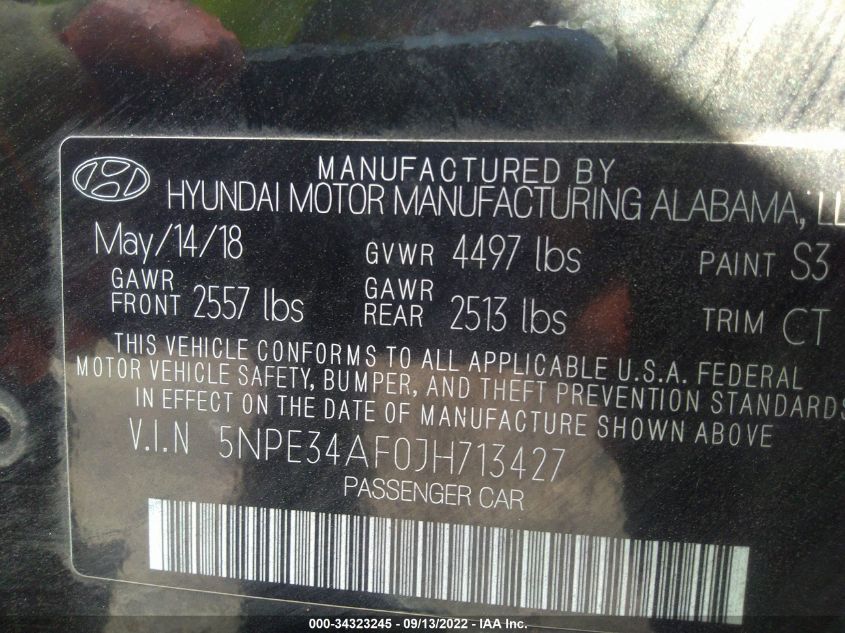 MANUFACTURED BY
HYUNDAI MOTOR MANUFACTURING ALABAMA,
May/14/18 GVWR 4497 lbs PAINT S3
GAWR FRONT 2557 lbs GAWR REAR 2513 lbs TRIM CT
THIS VEHICLE CONFORMS TO ALL APPLICABLE U.S.A. FEDERAL
MOTOR VEHICLE SAFETY, BUMPER, AND THEFT PREVENTION STANDARDS
IN EFFECT ON THE DATE OF MANUFACTURE SHOWN ABOVE
V.I.N 5NPE34AF0JH713427
PASSENGER CAR
000-34323245 - 09/13/2022 - IAA Inc.